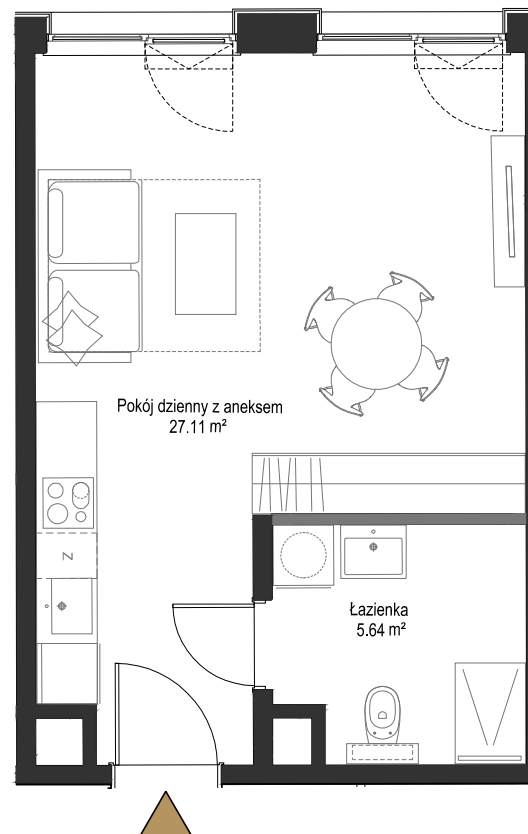 Pokój dzienny z aneksem
27.11 m²
Z
Łazienka
5.64 m²